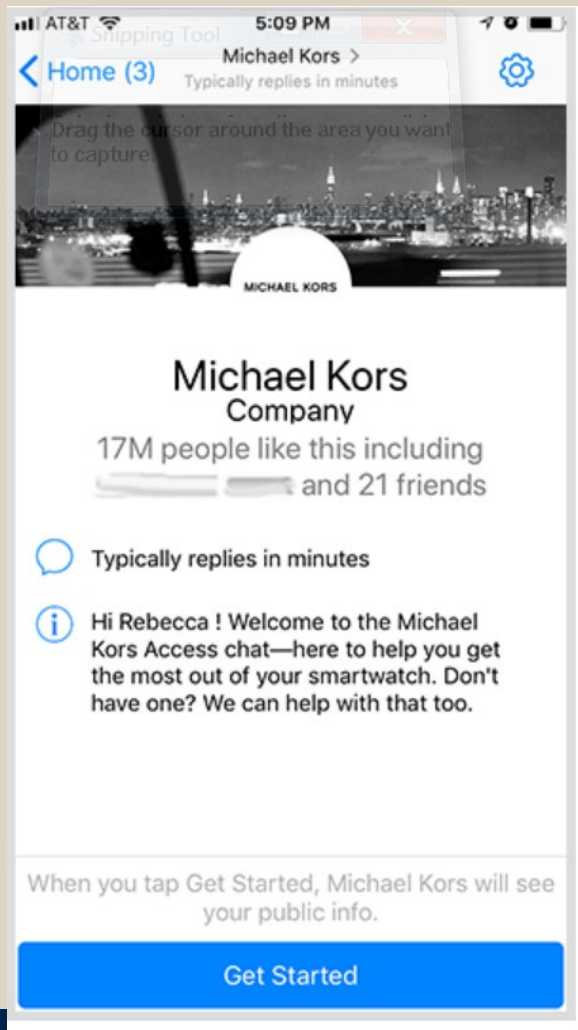 AT&T 5:09 PM
Snipping Tool
Home (3)
Michael Kors >
Typically replies in minutes
Drag the cursor around the area you want
to capture.
MICHAEL KORS
Michael Kors
Company
17M people like this including
and 21 friends
Typically replies in minutes
Hi Rebecca ! Welcome to the Michael
Kors Access chat—here to help you get
the most out of your smartwatch. Don't
have one? We can help with that too.
When you tap Get Started, Michael Kors will see
your public info.
Get Started